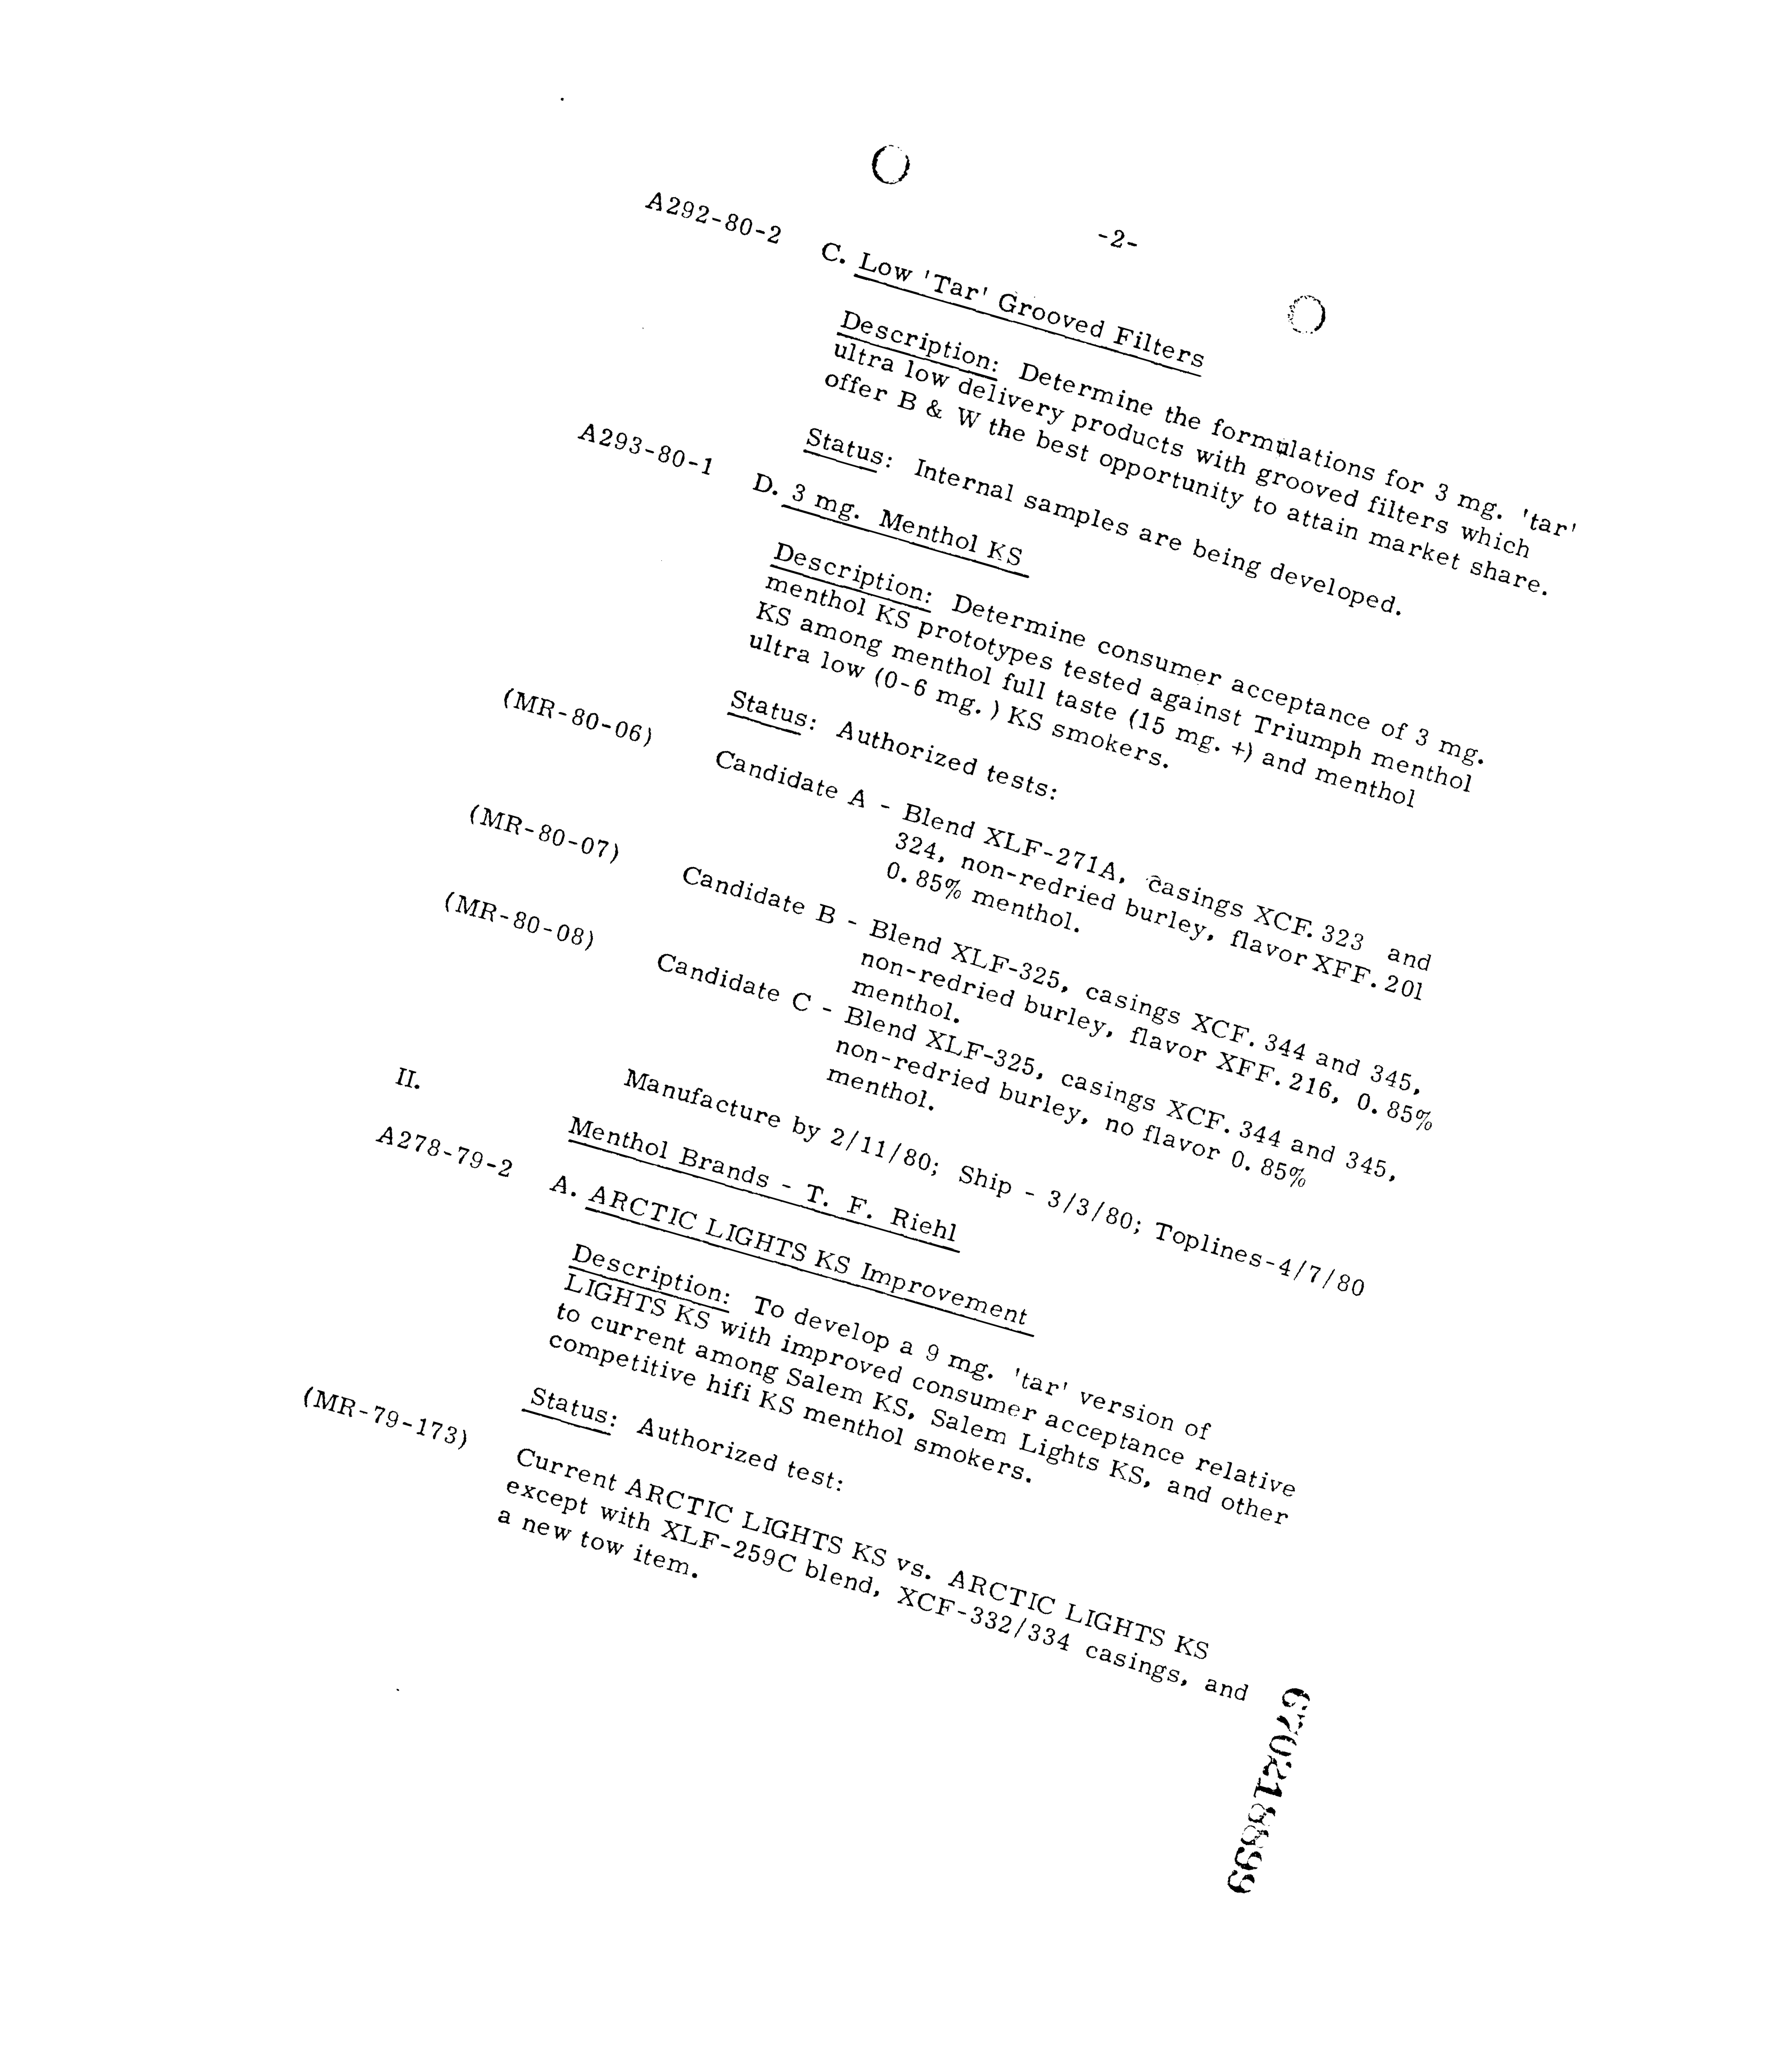 -2-
A292-80-2 C. Low 'Tar' Grooved Filters
Description: Determine the formulations for 3 mg. 'tar'
ultra low delivery products with grooved filters which
offer B & W the best opportunity to attain market share.
Status: Internal samples are being developed.
A293-80-1 D. 3 mg. Menthol KS
Description: Determine consumer acceptance of 3 mg.
menthol KS prototypes tested against Triumph menthol
KS among menthol full taste (15 mg. +) and menthol
ultra low (0-6 mg. ) KS smokers.
Status: Authorized tests:
(MR-80-06) Candidate A - Blend XLF-271A, casings XCF. 323 and
324, non-redried burley, flavor XFF. 201
0. 85% menthol.
(MR-80-07) Candidate B - Blend XLF-325, casings XCF. 344 and 345,
non-redried burley, flavor XFF. 216, 0. 85%
menthol.
(MR-80-08) Candidate C - Blend XLF-325, casings XCF. 344 and 345,
non-redried burley, no flavor 0. 85%
menthol.
Manufacture by 2/11/80; Ship - 3/3/80; Toplines-4/7/80
II. Menthol Brands - T. F. Riehl
A278-79-2 A. ARCTIC LIGHTS KS Improvement
Description: To develop a 9 mg. 'tar' version of
LIGHTS KS with improved consumer acceptance relative
to current among Salem KS, Salem Lights KS, and other
competitive hifi KS menthol smokers.
Status: Authorized test:
(MR-79-173) Current ARCTIC LIGHTS KS vs. ARCTIC LIGHTS KS
except with XLF-259C blend, XCF-332/334 casings, and
a new tow item.
670218899